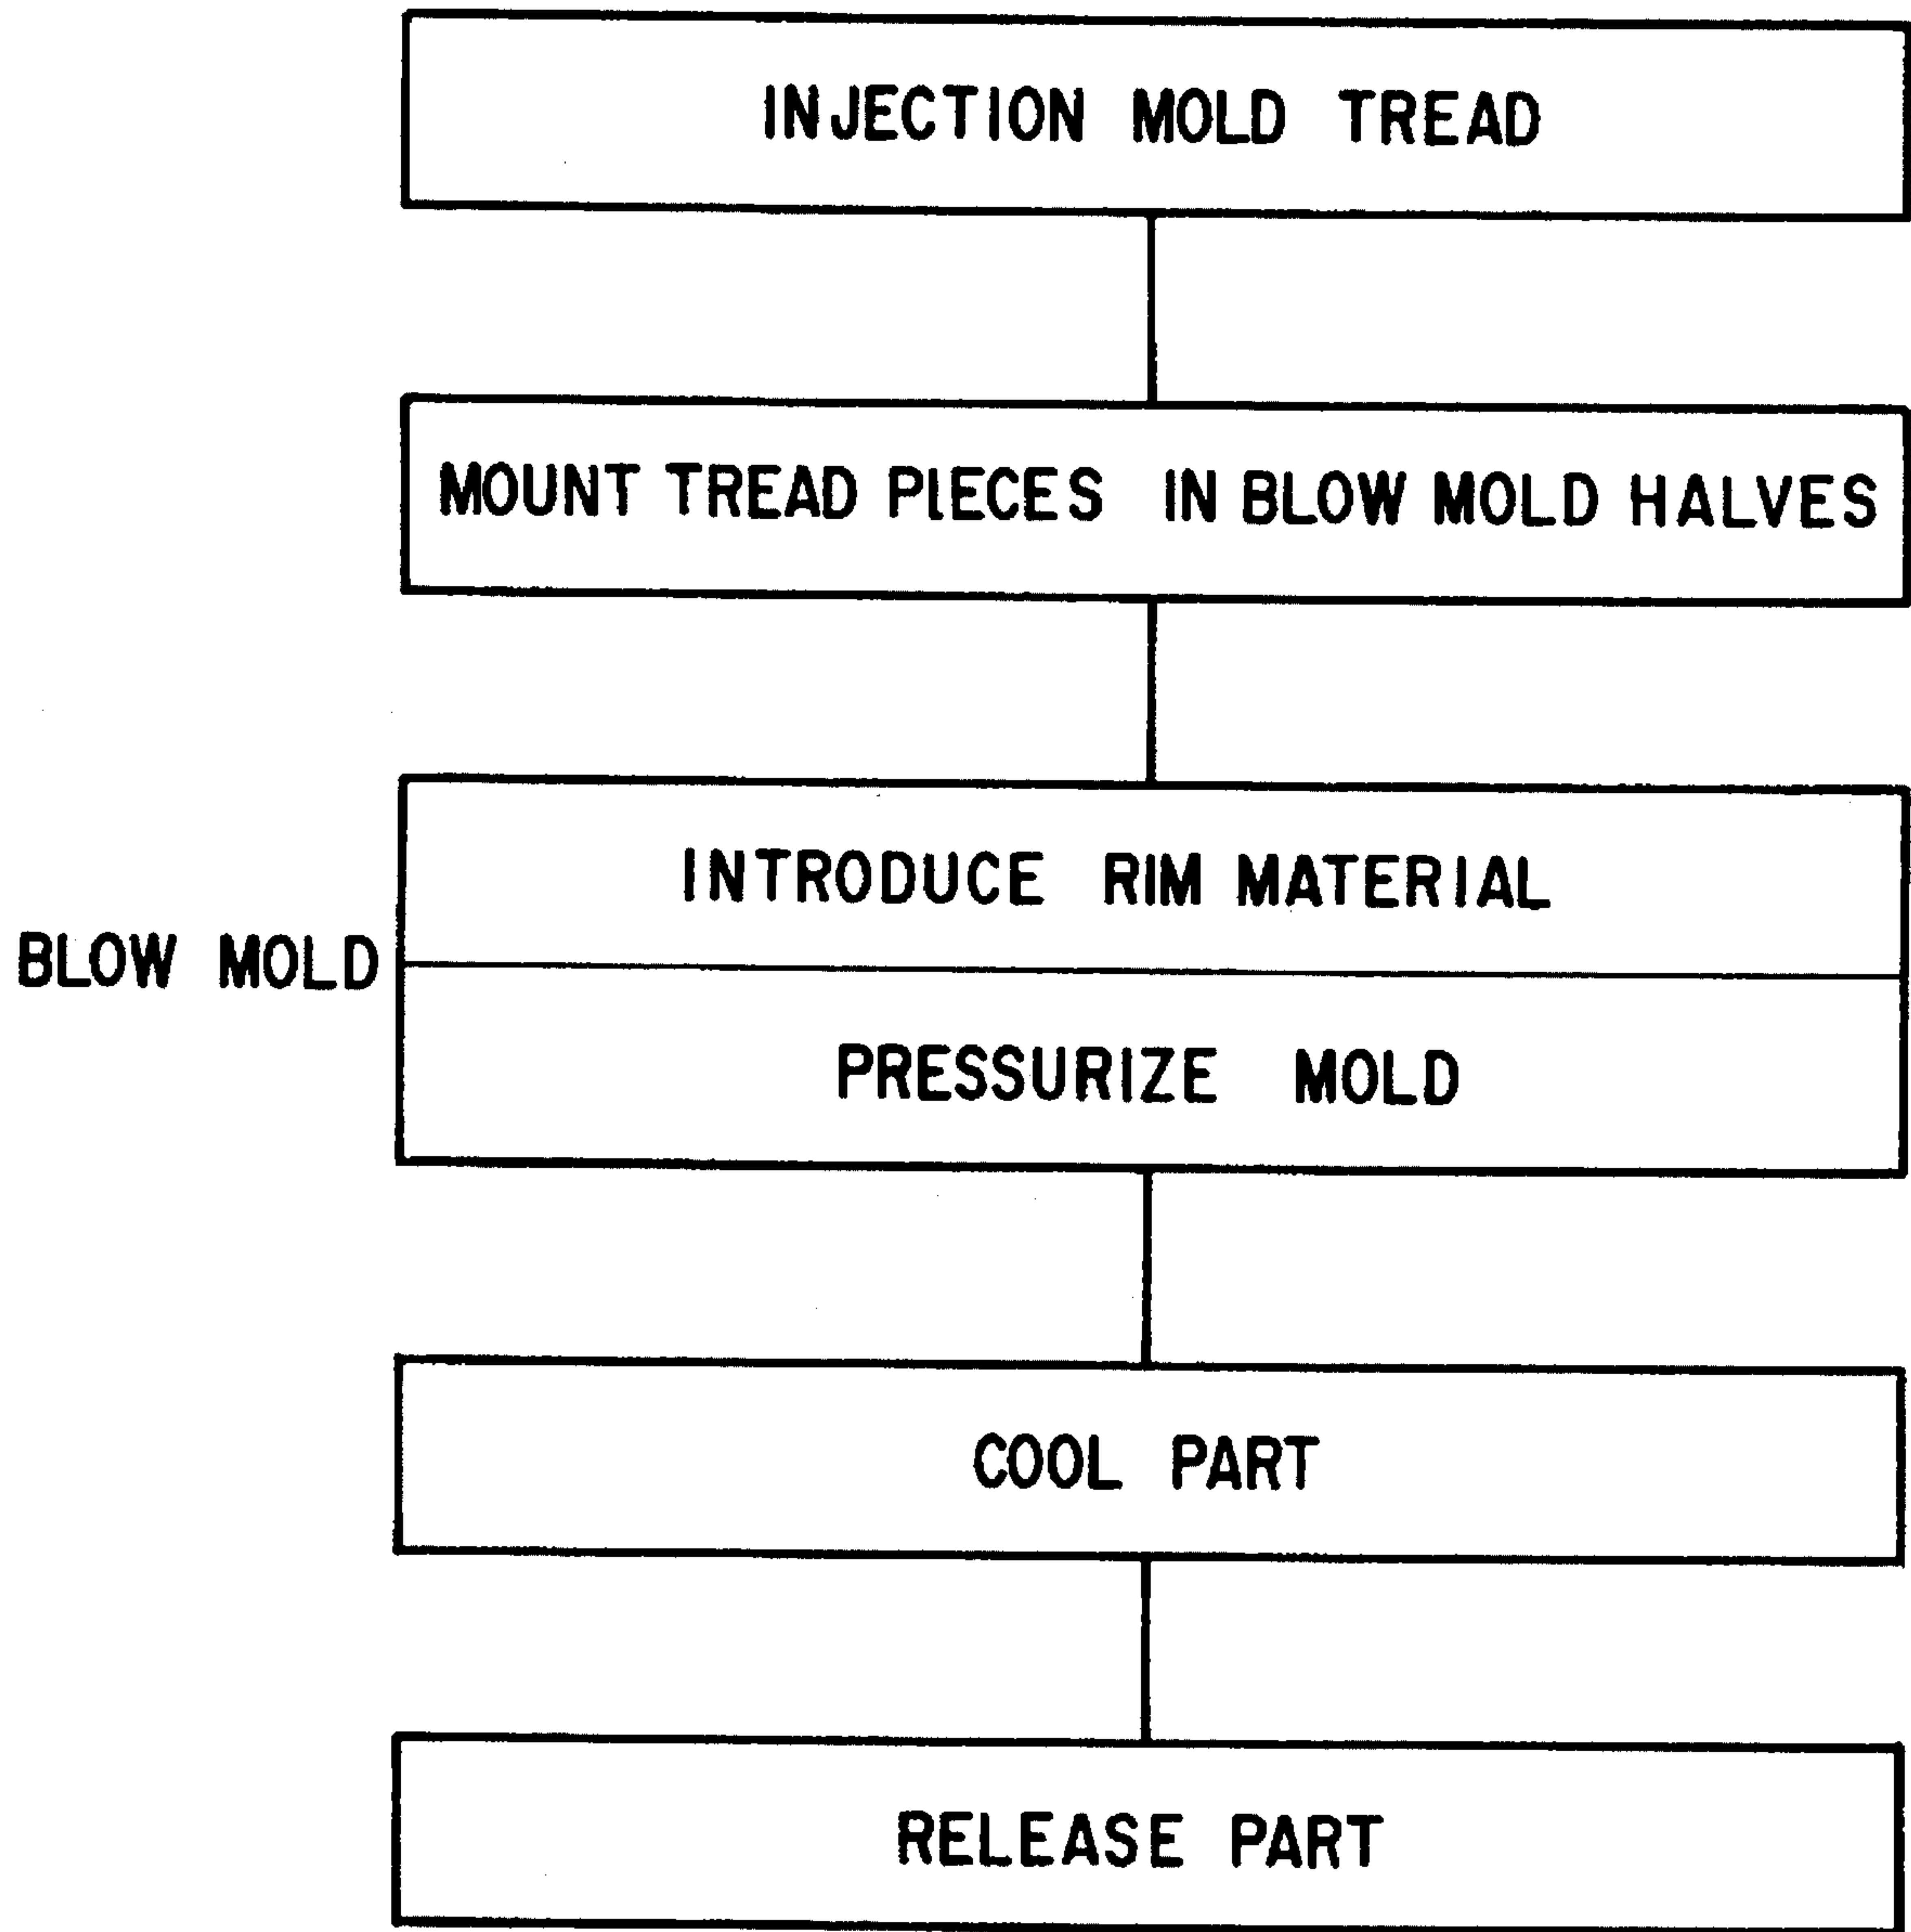 INJECTION MOLD TREAD
MOUNT TREAD PIECES IN BLOW MOLD HALVES
INTRODUCE RIM MATERIAL
BLOW MOLD
PRESSURIZE MOLD
COOL PART
RELEASE PART